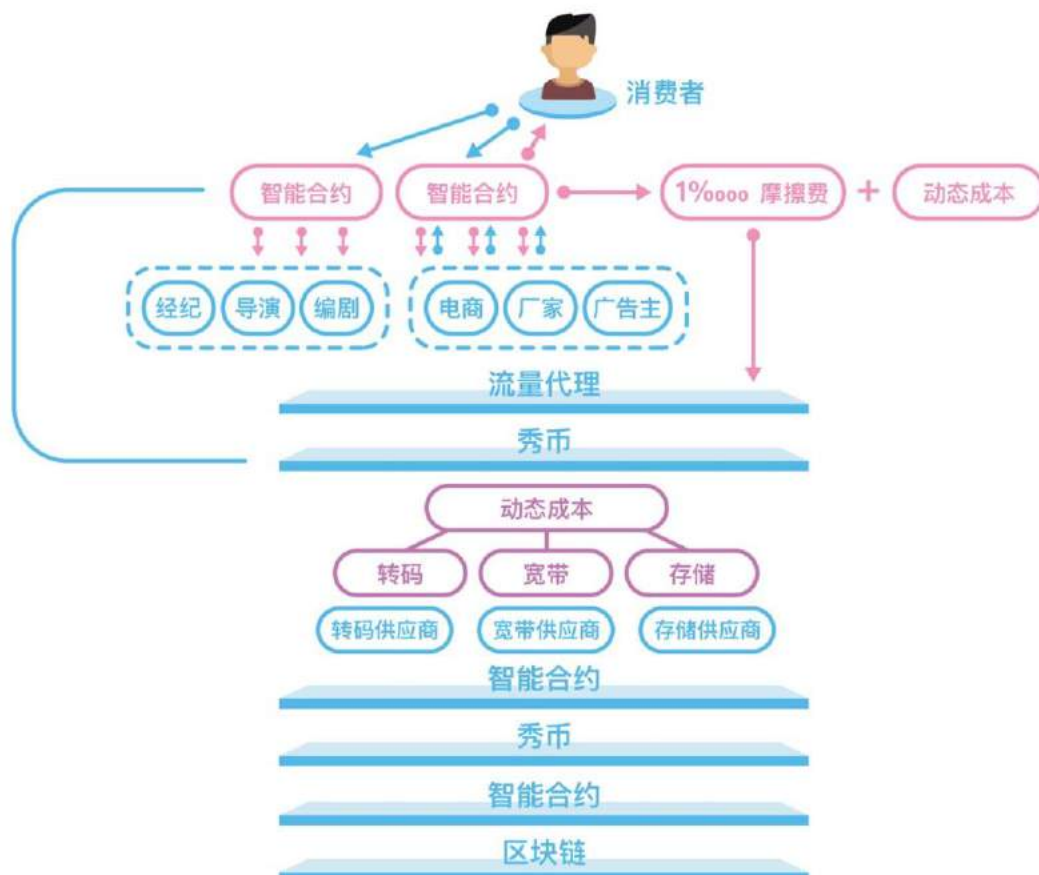 消费者
智能合约 智能合约 1%oooo 摩擦费 + 动态成本
经纪 导演 编剧 电商 厂家 广告主
流量代理
秀币
动态成本
转码 宽带 存储
转码供应商 宽带供应商 存储供应商
智能合约
秀币
智能合约
区块链